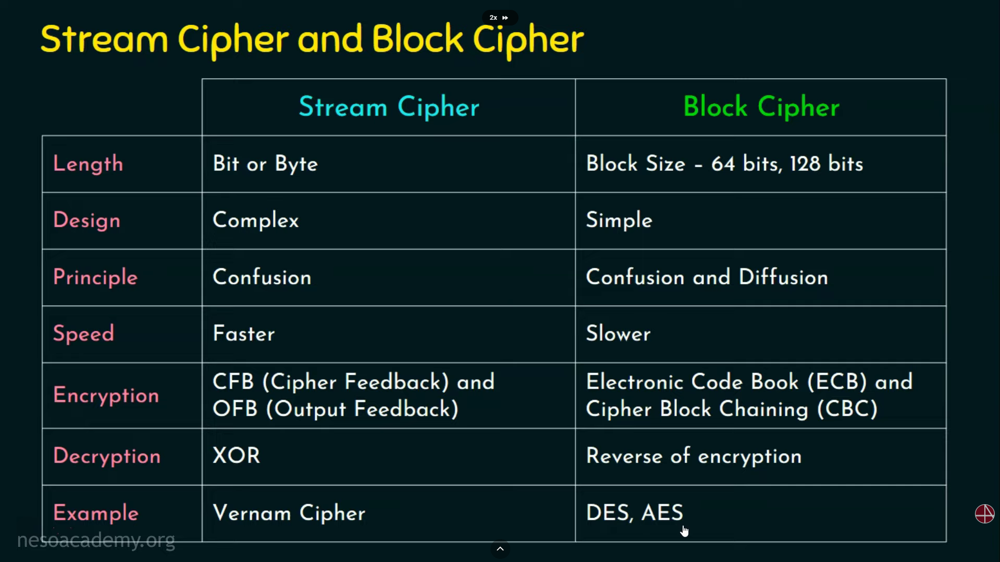 2x
Stream Cipher and Block Cipher
Stream Cipher
Block Cipher
Length
Bit or Byte
Block Size – 64 bits, 128 bits
Design
Complex
Simple
Principle
Confusion
Confusion and Diffusion
Speed
Faster
Slower
Encryption
CFB (Cipher Feedback) and
OFB (Output Feedback)
Electronic Code Book (ECB) and
Cipher Block Chaining (CBC)
Decryption
XOR
Reverse of encryption
Example
Vernam Cipher
DES, AES
nesoacademy.org